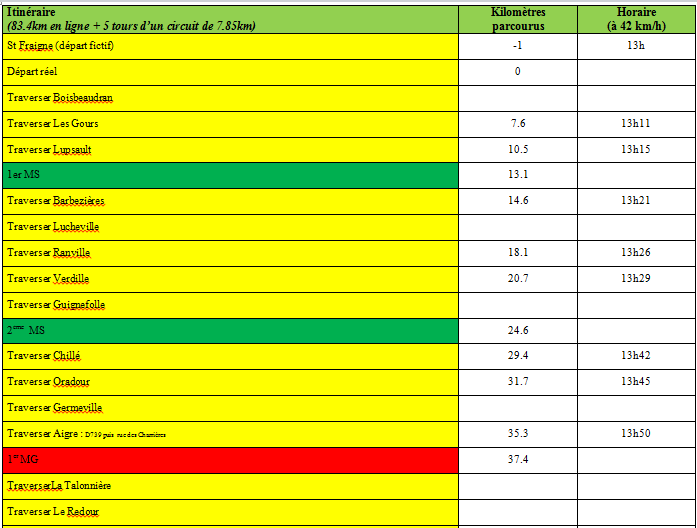 Itinéraire Kilomètres Horaire
(83.4km en ligne + 5 tours d'un circuit de 7.85km) parcourus (à 42 km/h)
St Fraigne (départ fictif) -1 13h
Départ réel 0
Traverser Boisbeaudran
Traverser Les Gours 7.6 13h11
Traverser Lupsault 10.5 13h15
1er MS 13.1
Traverser Barbezières 14.6 13h21
Traverser Lucheville
Traverser Ranville 18.1 13h26
Traverser Verdille 20.7 13h29
Traverser Guignefolle
2ème MS 24.6
Traverser Chillé 29.4 13h42
Traverser Oradour 31.7 13h45
Traverser Germeville
Traverser Aigre : D739 puis rue des Charrières 35.3 13h50
1er MG 37.4
TraverserLa Talonnière
Traverser Le Redour